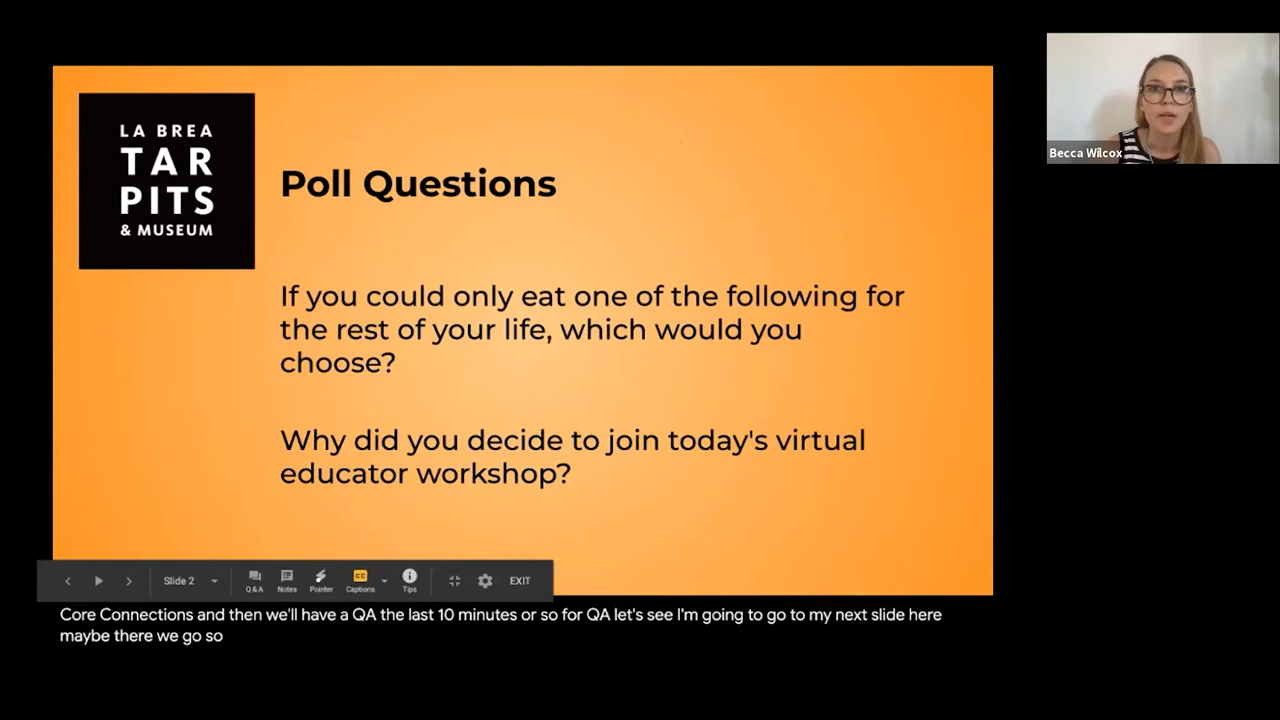 LA BREA
TAR
PITS
& MUSEUM
Poll Questions
If you could only eat one of the following for
the rest of your life, which would you
choose?
Why did you decide to join today's virtual
educator workshop?
Becca Wilcox
Slide 2
Q&A
Notes
Pointer
CC
Captions
Tips
EXIT
Core Connections and then we'll have a QA the last 10 minutes or so for QA let's see I'm going to go to my next slide here
maybe there we go so